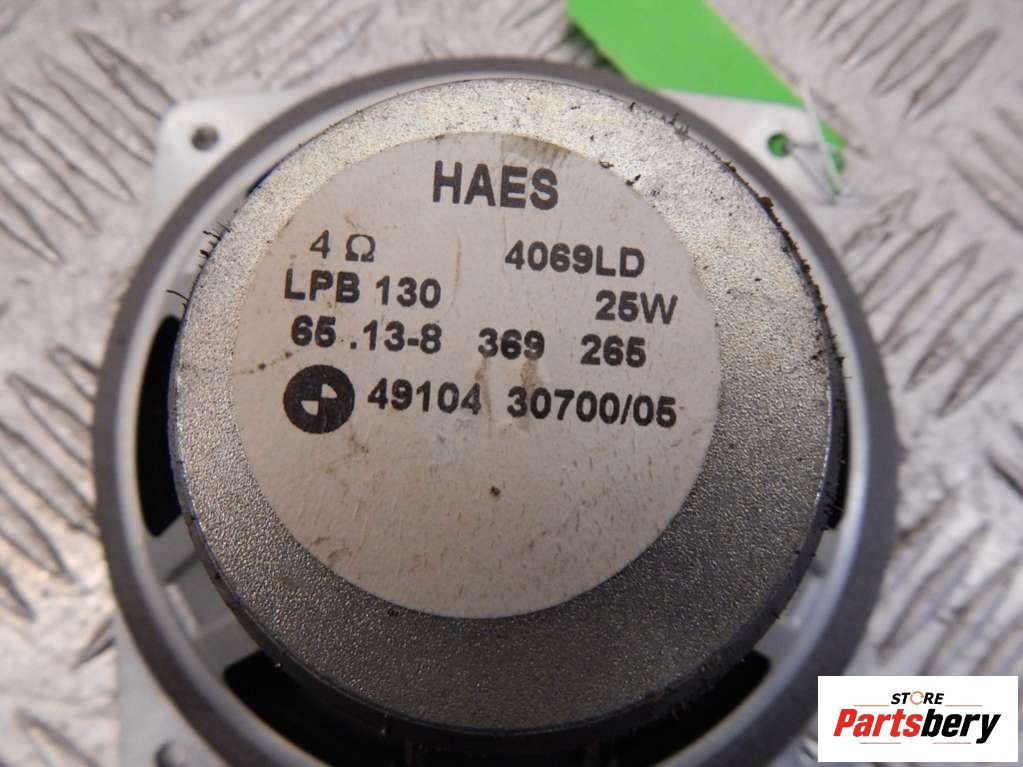 HAES
4 Ω 4069LD
LPB 130 25W
65 .13-8 369 265
49104 30700/05
STORE
Partsbery